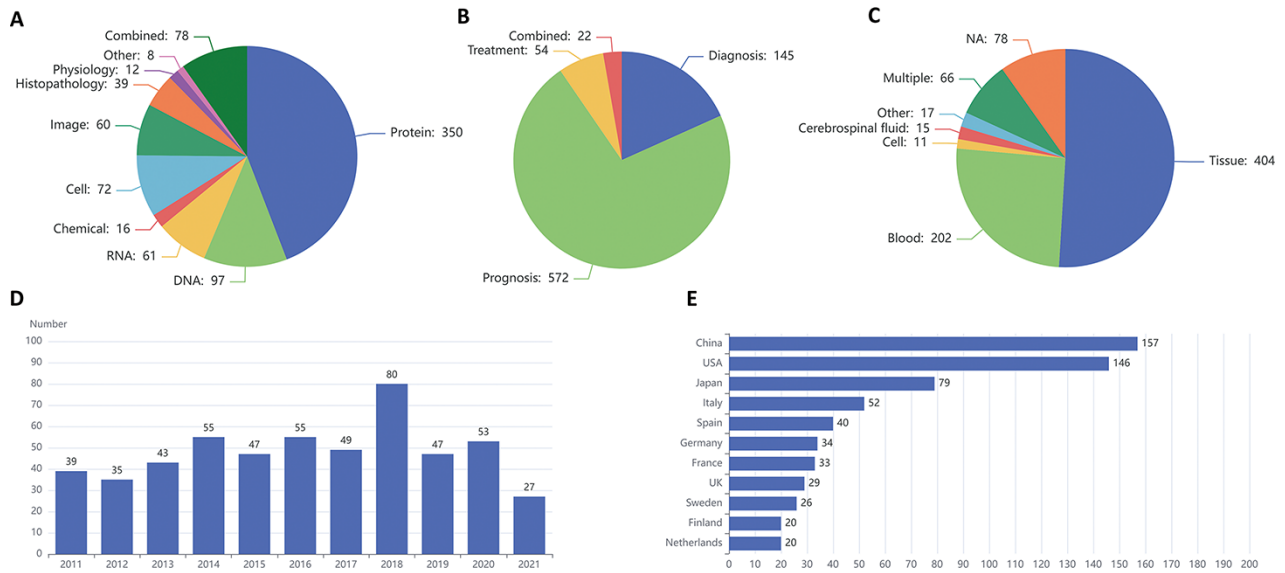 A
Combined: 78
Other: 8
Physiology: 12
Histopathology: 39
Image: 60
Cell: 72
Chemical: 16
RNA: 61
DNA: 97
Protein: 350
B
Combined: 22
Treatment: 54
Diagnosis: 145
Prognosis: 572
C
NA: 78
Multiple: 66
Other: 17
Cerebrospinal fluid: 15
Cell: 11
Blood: 202
Tissue: 404
D
Number
100
90
80
70
60
50
40
30
20
10
0
39
35
43
55
47
55
49
80
47
53
27
2011 2012 2013 2014 2015 2016 2017 2018 2019 2020 2021
E
China 157
USA 146
Japan 79
Italy 52
Spain 40
Germany 34
France 33
UK 29
Sweden 26
Finland 20
Netherlands 20
0 10 20 30 40 50 60 70 80 90 100 110 120 130 140 150 160 170 180 190 200